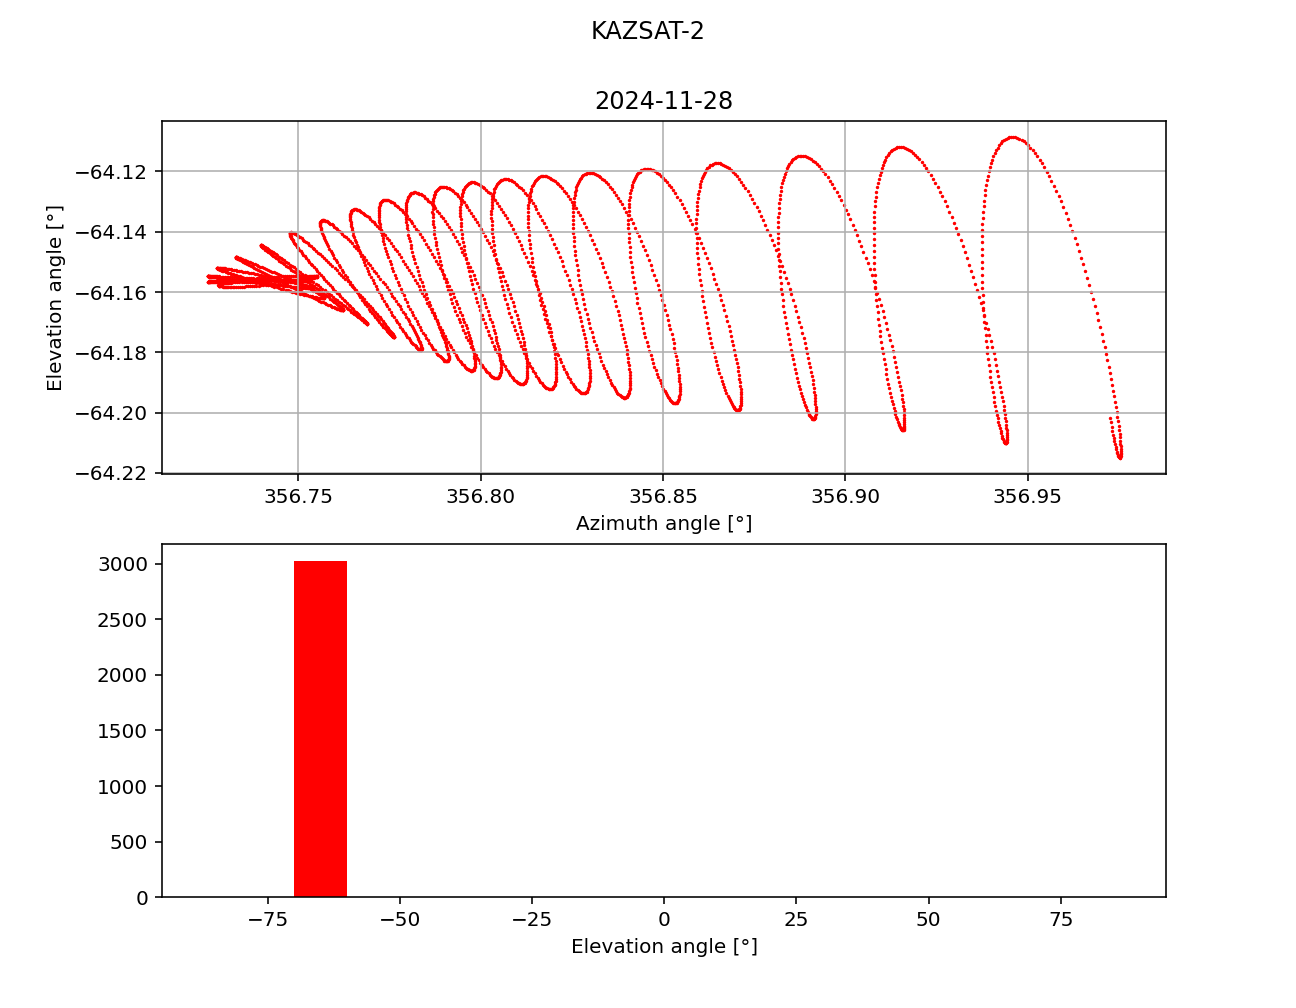 KAZSAT-2
2024-11-28
−64.12
−64.14
−64.16
−64.18
−64.20
−64.22
Elevation angle [°]
356.75 356.80 356.85 356.90 356.95
Azimuth angle [°]
3000
2500
2000
1500
1000
500
0
−75 −50 −25 0 25 50 75
Elevation angle [°]